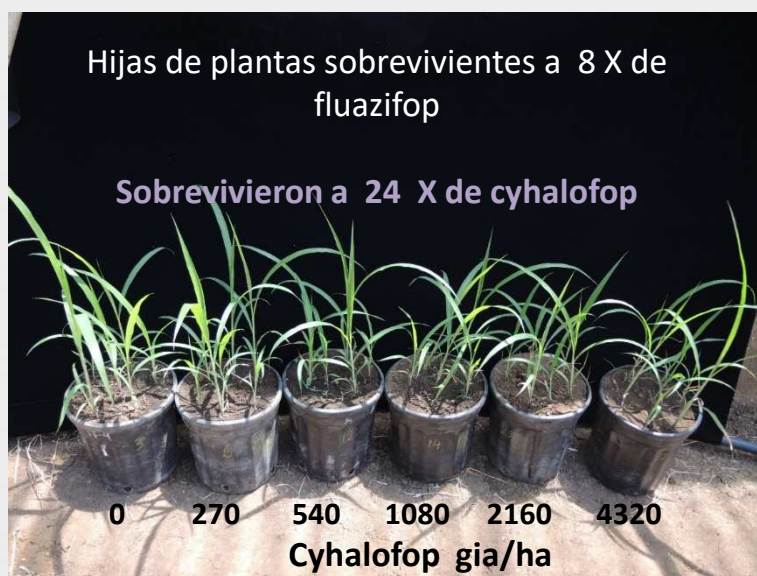 Hijas de plantas sobrevivientes a 8 X de
fluazifop
Sobrevivieron a 24 X de cyhalofop
0 270 540 1080 2160 4320
Cyhalofop gia/ha